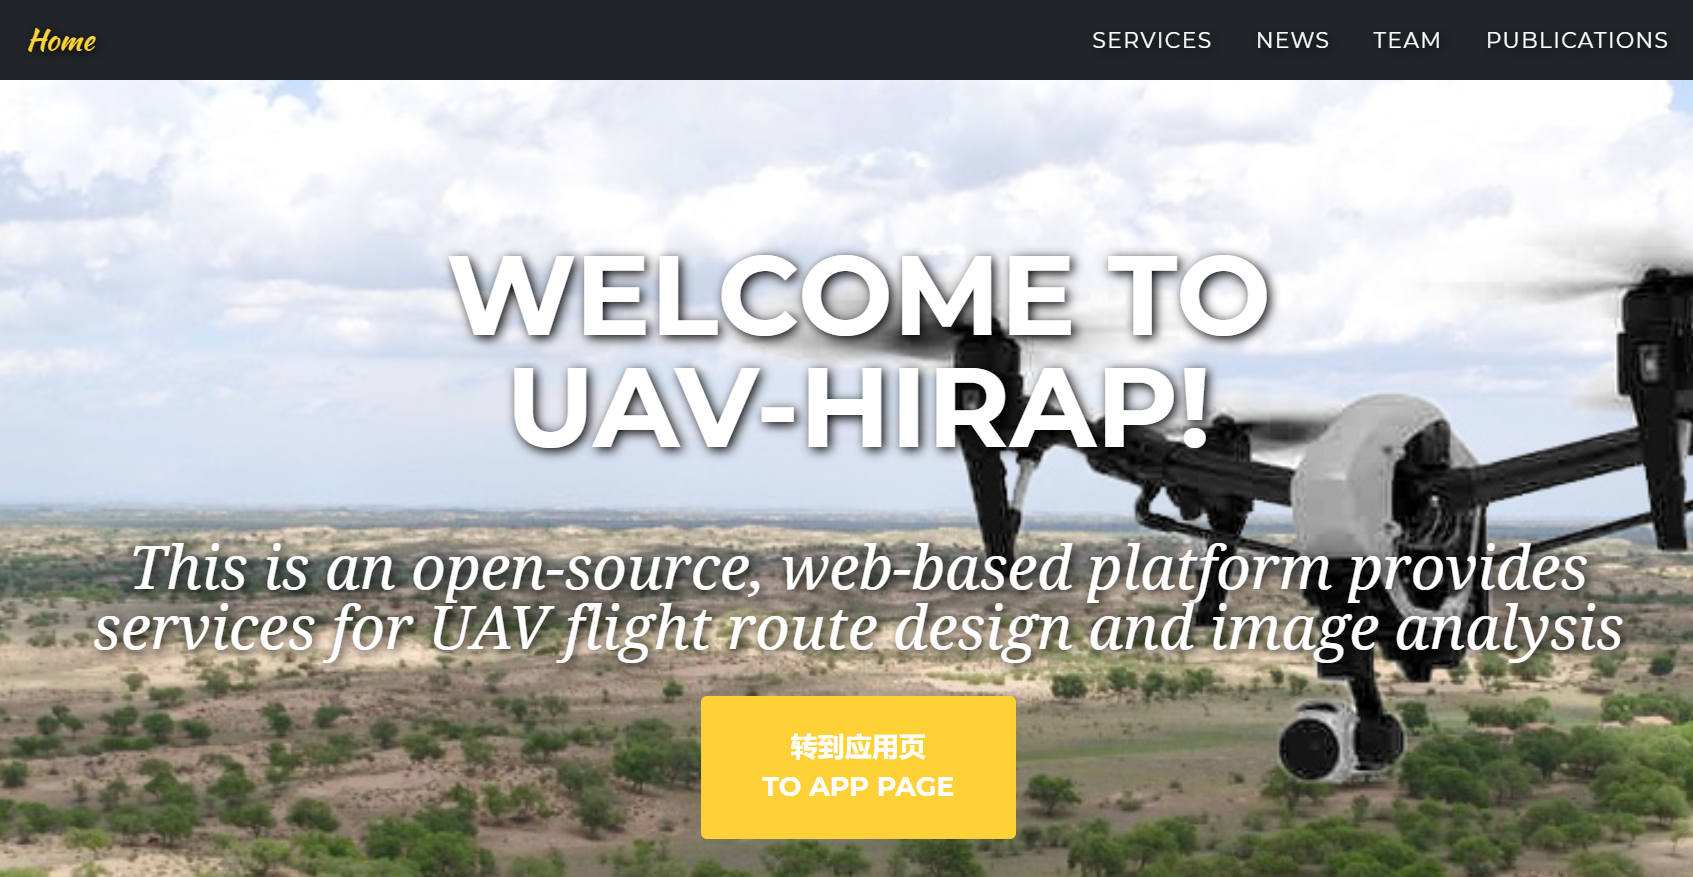 Home
SERVICES NEWS TEAM PUBLICATIONS
WELCOME TO
UAV-HIRAP!
This is an open-source, web-based platform provides
services for UAV flight route design and image analysis
转到应用页
TO APP PAGE